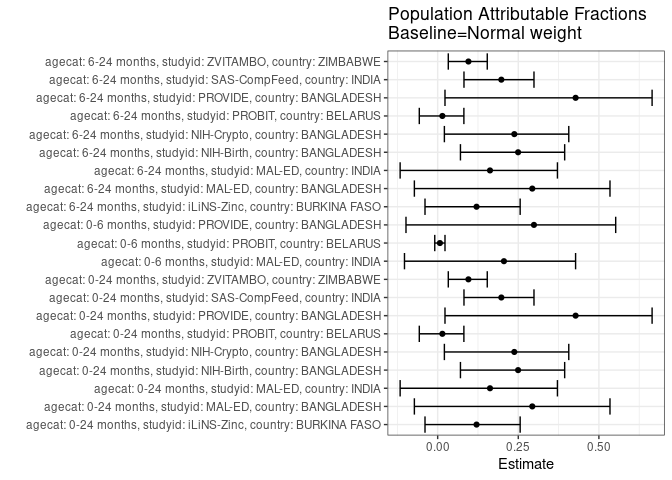 Population Attributable Fractions
Baseline=Normal weight
agecat: 6-24 months, studyid: ZVITAMBO, country: ZIMBABWE
agecat: 6-24 months, studyid: SAS-CompFeed, country: INDIA
agecat: 6-24 months, studyid: PROVIDE, country: BANGLADESH
agecat: 6-24 months, studyid: PROBIT, country: BELARUS
agecat: 6-24 months, studyid: NIH-Crypto, country: BANGLADESH
agecat: 6-24 months, studyid: NIH-Birth, country: BANGLADESH
agecat: 6-24 months, studyid: MAL-ED, country: INDIA
agecat: 6-24 months, studyid: MAL-ED, country: BANGLADESH
agecat: 6-24 months, studyid: iLiNS-Zinc, country: BURKINA FASO
agecat: 0-6 months, studyid: PROVIDE, country: BANGLADESH
agecat: 0-6 months, studyid: PROBIT, country: BELARUS
agecat: 0-6 months, studyid: MAL-ED, country: INDIA
agecat: 0-24 months, studyid: ZVITAMBO, country: ZIMBABWE
agecat: 0-24 months, studyid: SAS-CompFeed, country: INDIA
agecat: 0-24 months, studyid: PROVIDE, country: BANGLADESH
agecat: 0-24 months, studyid: PROBIT, country: BELARUS
agecat: 0-24 months, studyid: NIH-Crypto, country: BANGLADESH
agecat: 0-24 months, studyid: NIH-Birth, country: BANGLADESH
agecat: 0-24 months, studyid: MAL-ED, country: INDIA
agecat: 0-24 months, studyid: MAL-ED, country: BANGLADESH
agecat: 0-24 months, studyid: iLiNS-Zinc, country: BURKINA FASO
0.00 0.25 0.50
Estimate